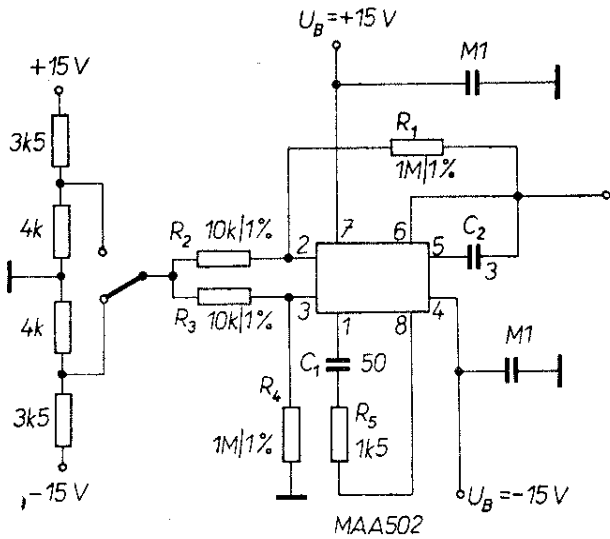 U_B = +15 V
M1
+15 V
R_1
3k5
1M/1%
R_2 10k/1%
C_2
4k
2
7
6
5
3
R_3 10k/1%
3
1
8
4
4k
C_1
50
M1
R_4
R_5
3k5
1M/1%
1k5
-15 V
U_B = -15 V
MAA502